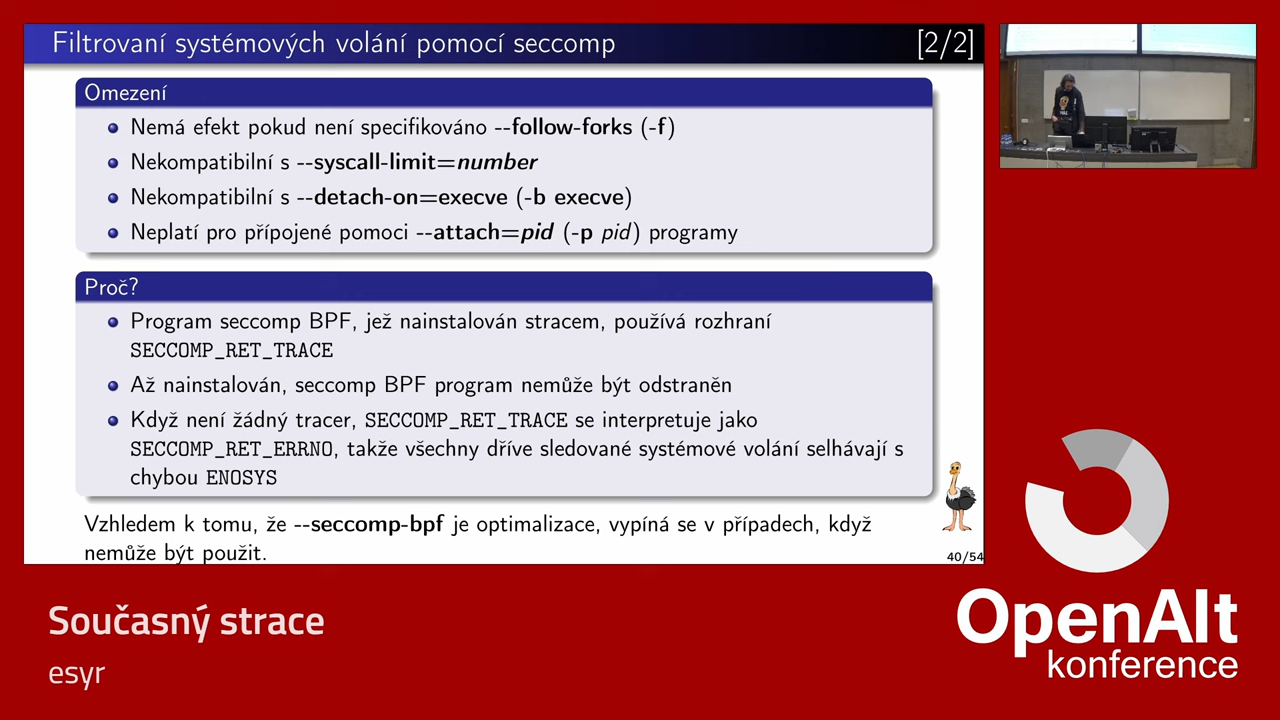 Filtrovaní systémových volání pomocí seccomp [2/2]
Omezení
Nemá efekt pokud není specifikováno --follow-forks (-f)
Nekompatibilní s --syscall-limit=number
Nekompatibilní s --detach-on=execve (-b execve)
Neplatí pro přípojené pomoci --attach=pid (-p pid) programy
Proč?
Program seccomp BPF, jež nainstalován stracem, používá rozhraní
SECCOMP_RET_TRACE
Až nainstalován, seccomp BPF program nemůže být odstraněn
Když není žádný tracer, SECCOMP_RET_TRACE se interpretuje jako
SECCOMP_RET_ERRNO, takže všechny dříve sledované systémové volání selhávají s
chybou ENOSYS
Vzhledem k tomu, že --seccomp-bpf je optimalizace, vypíná se v případech, když
nemůže být použit.
40/54
Současný strace
esyr
OpenAlt
konference